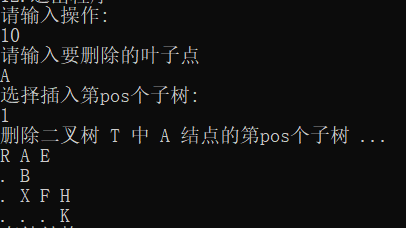 请输入操作:
10
请输入要删除的叶子点
A
选择插入第pos个子树:
1
删除二叉树 T 中 A 结点的第pos个子树 ...
R A E
. B
. X F H
. . . K